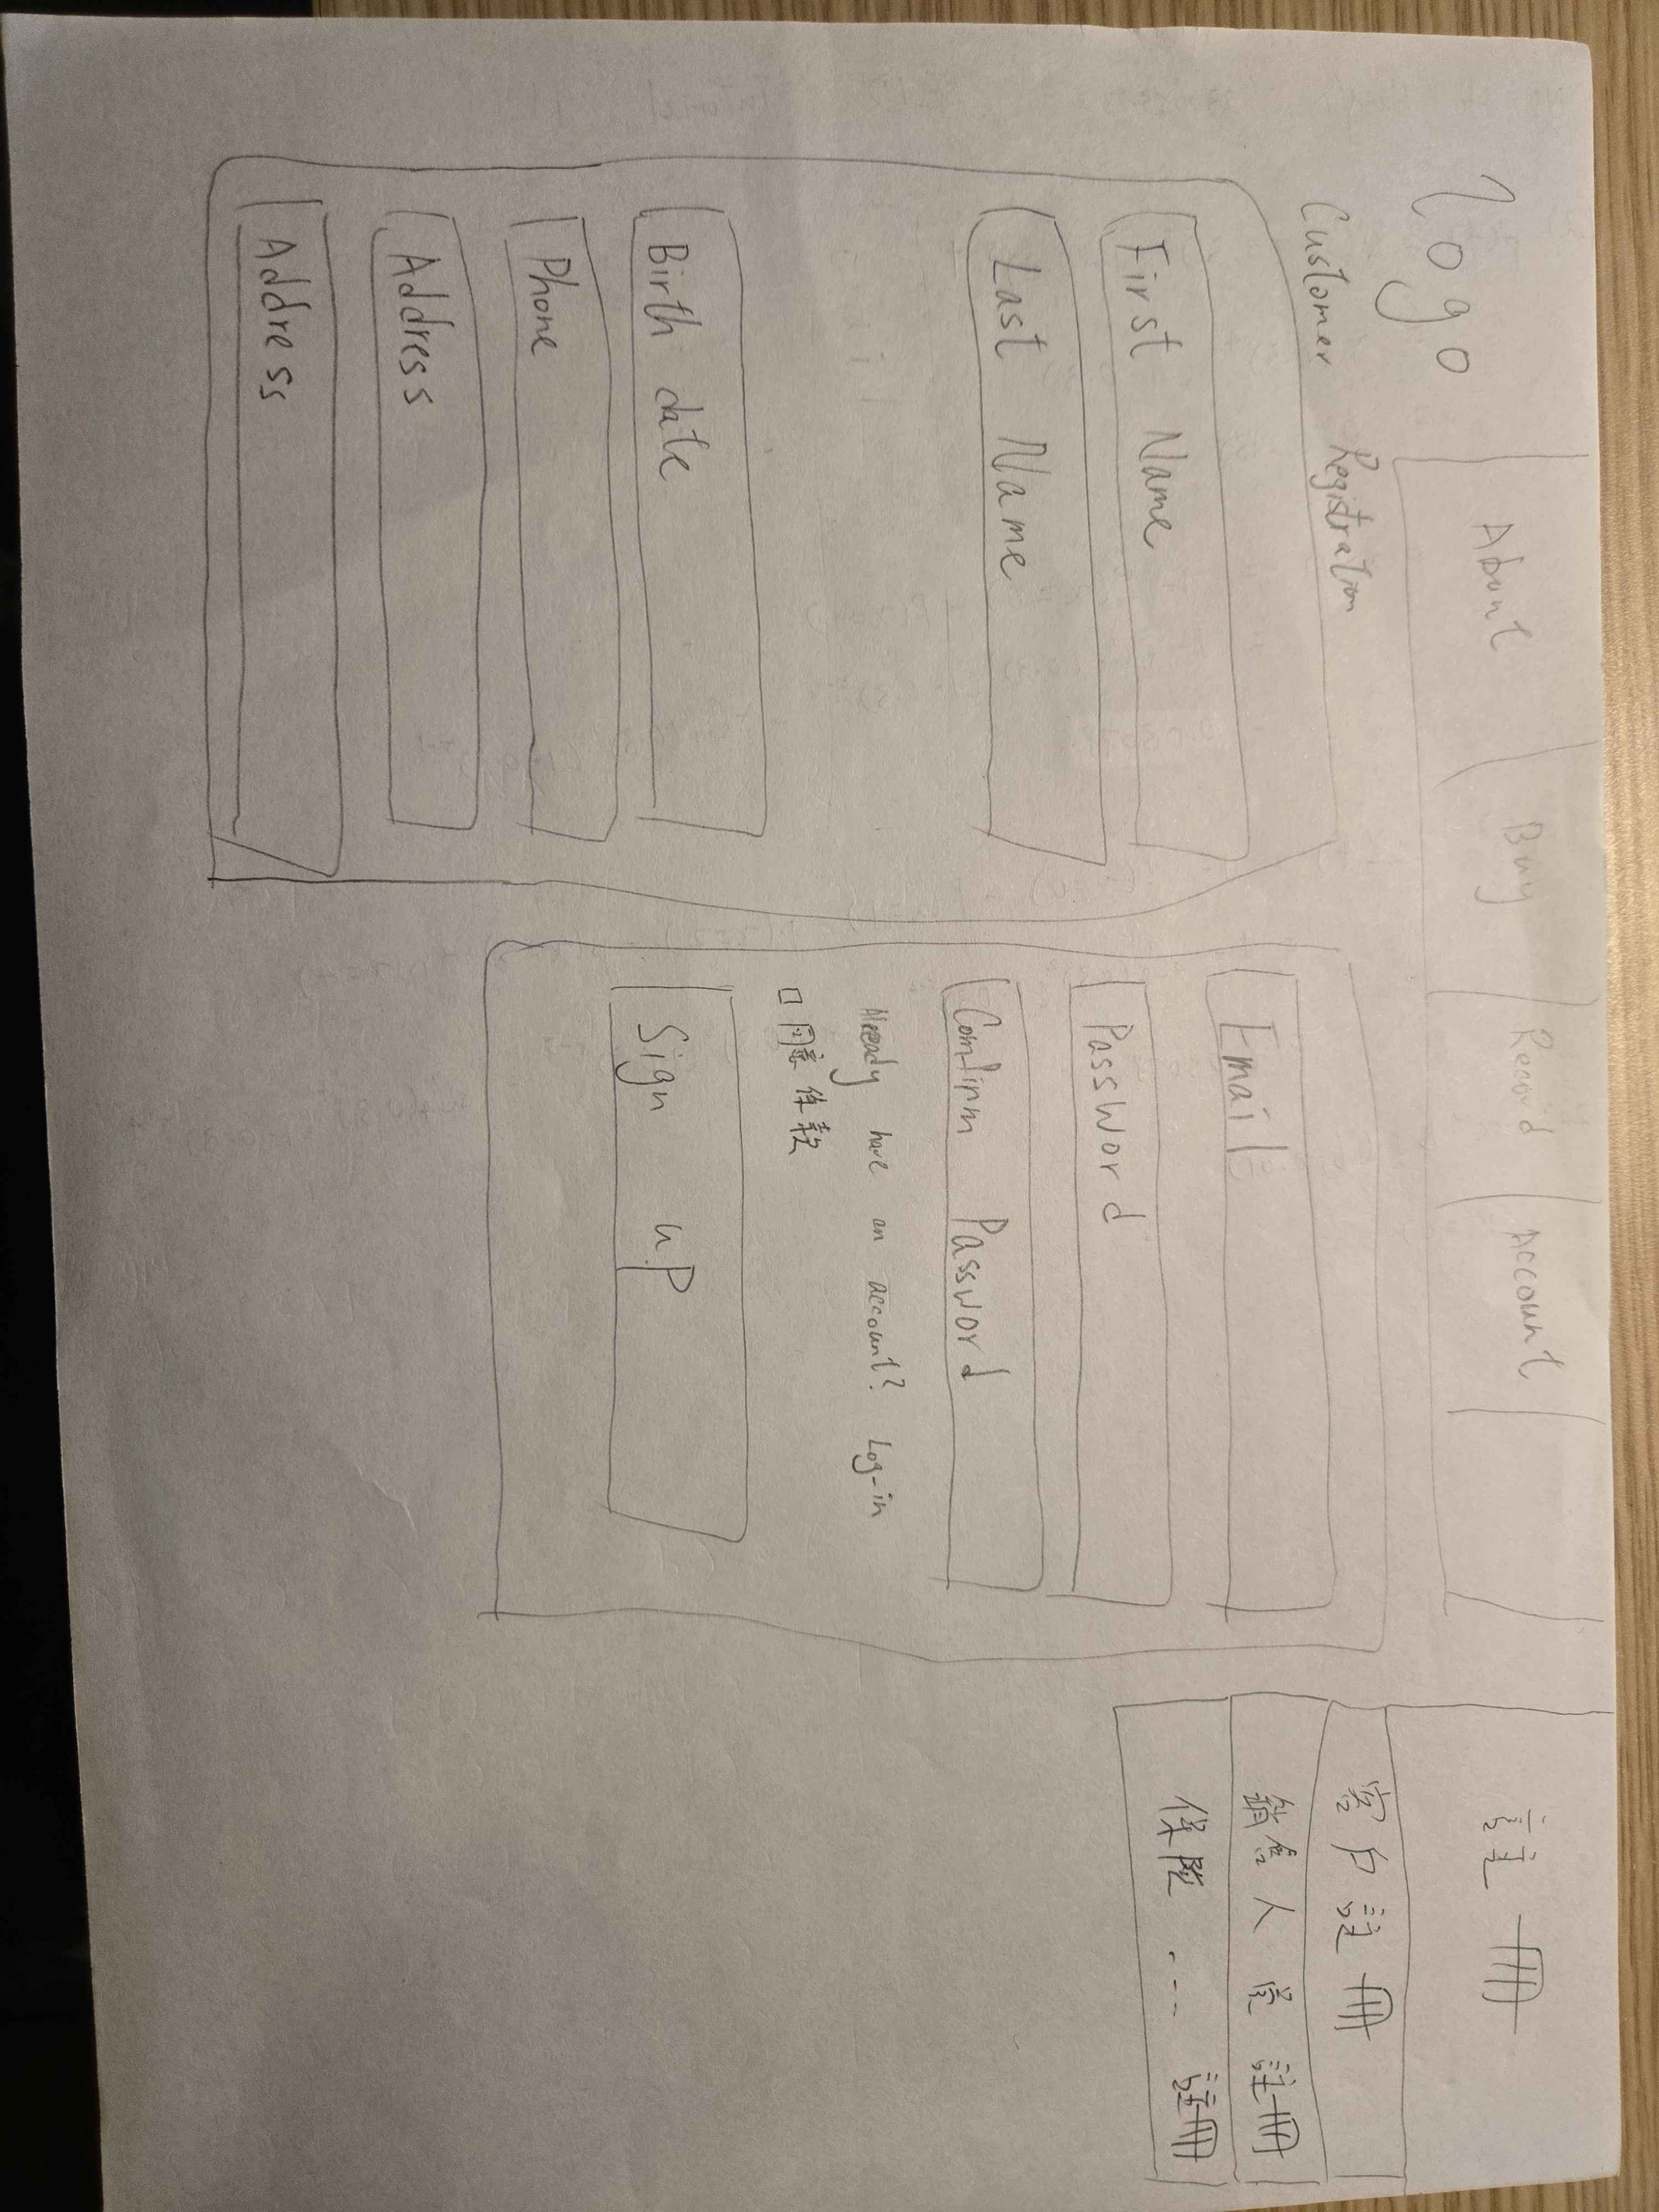 logo
About
Buy
Record
Account
註冊
客戶註冊
銷售人員註冊
保險 ... 註冊
Customer Registration
First Name
Last Name
Birth date
Phone
Address
Address
Email
Password
Comfirm Password
Already have an account? Log-in
□ 同意條款
Sign up